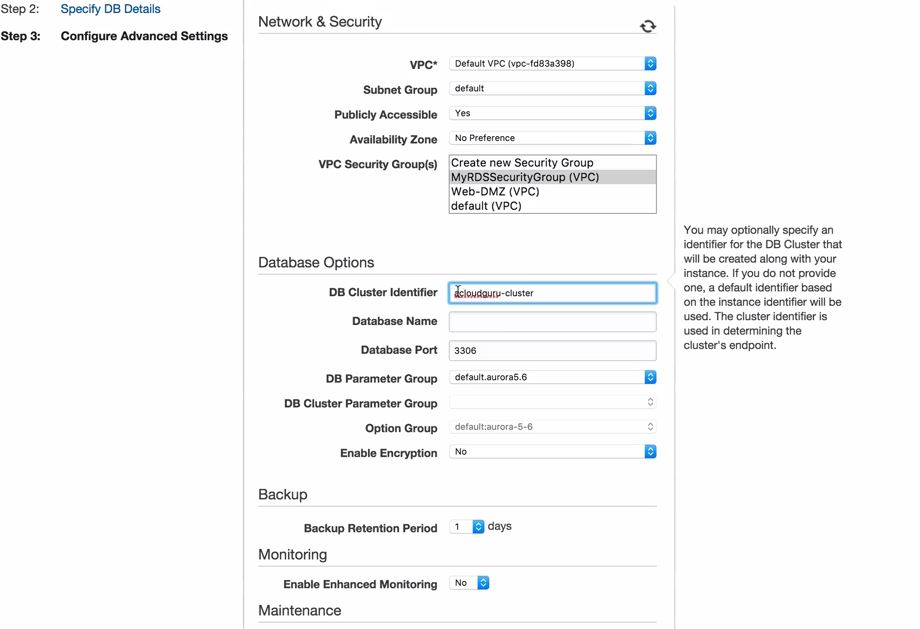 Step 2: Specify DB Details
Step 3: Configure Advanced Settings
Network & Security
VPC* Default VPC (vpc-fd83a398)
Subnet Group default
Publicly Accessible Yes
Availability Zone No Preference
VPC Security Group(s) Create new Security Group
MyRDSSecurityGroup (VPC)
Web-DMZ (VPC)
default (VPC)
Database Options
DB Cluster Identifier acloudguru-cluster
Database Name
Database Port 3306
DB Parameter Group default.aurora5.6
DB Cluster Parameter Group
Option Group default:aurora-5-6
Enable Encryption No
Backup
Backup Retention Period 1 days
Monitoring
Enable Enhanced Monitoring No
Maintenance
You may optionally specify an
identifier for the DB Cluster that
will be created along with your
instance. If you do not provide
one, a default identifier based
on the instance identifier will be
used. The cluster identifier is
used in determining the
cluster's endpoint.